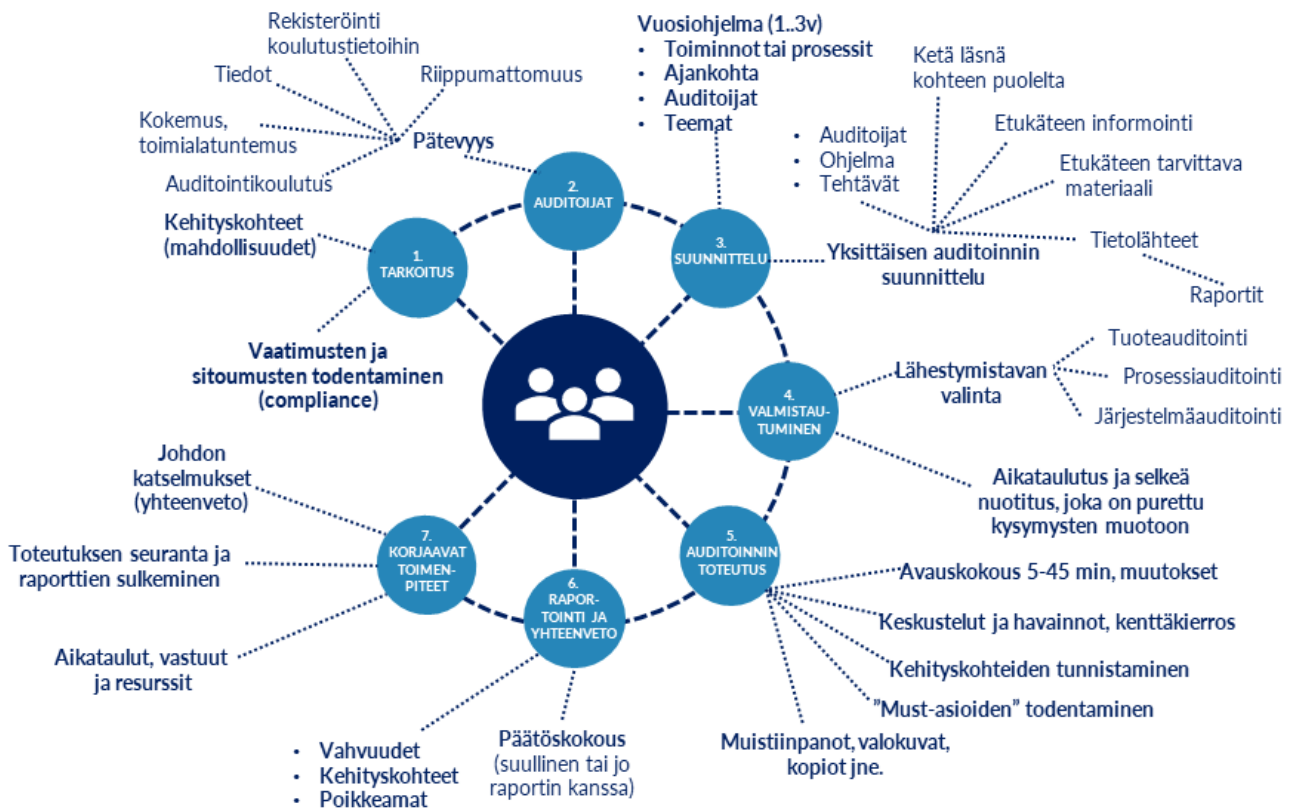 Rekisteröinti
koulutustietoihin
Tiedot
Riippumattomuus
Kokemus,
toimialatuntemus
Pätevyys
Auditointikoulutus
Vuosiohjelma (1..3v)
• Toiminnot tai prosessit
• Ajankohta
• Auditoijat
• Teemat
Ketä läsnä
kohteen puolelta
• Auditoijat
• Ohjelma
• Tehtävät
Etukäteen informointi
Etukäteen tarvittava
materiaali
Tietolähteet
Raportit
Yksittäisen auditoinnin
suunnittelu
Kehityskohteet
(mahdollisuudet)
1.
TARKOITUS
2.
AUDITOIJAT
3.
SUUNNITTELU
Vaatimusten ja
sitoumusten todentaminen
(compliance)
Lähestymistavan
valinta
Tuoteauditointi
Prosessiauditointi
Järjestelmäauditointi
4.
VALMISTAU-
TUMINEN
Aikataulutus ja selkeä
nuotitus, joka on purettu
kysymysten muotoon
5.
AUDITOINNIN
TOTEUTUS
Avauskokous 5-45 min, muutokset
Keskustelut ja havainnot, kenttäkierros
Kehityskohteiden tunnistaminen
”Must-asioiden” todentaminen
Muistiinpanot, valokuvat,
kopiot jne.
6.
RAPOR-
TOINTI JA
YHTEENVETO
Päätöskokous
(suullinen tai jo
raportin kanssa)
• Vahvuudet
• Kehityskohteet
• Poikkeamat
7.
KORJAAVAT
TOIMEN-
PITEET
Johdon
katselmukset
(yhteenveto)
Toteutuksen seuranta ja
raporttien sulkeminen
Aikataulut, vastuut
ja resurssit